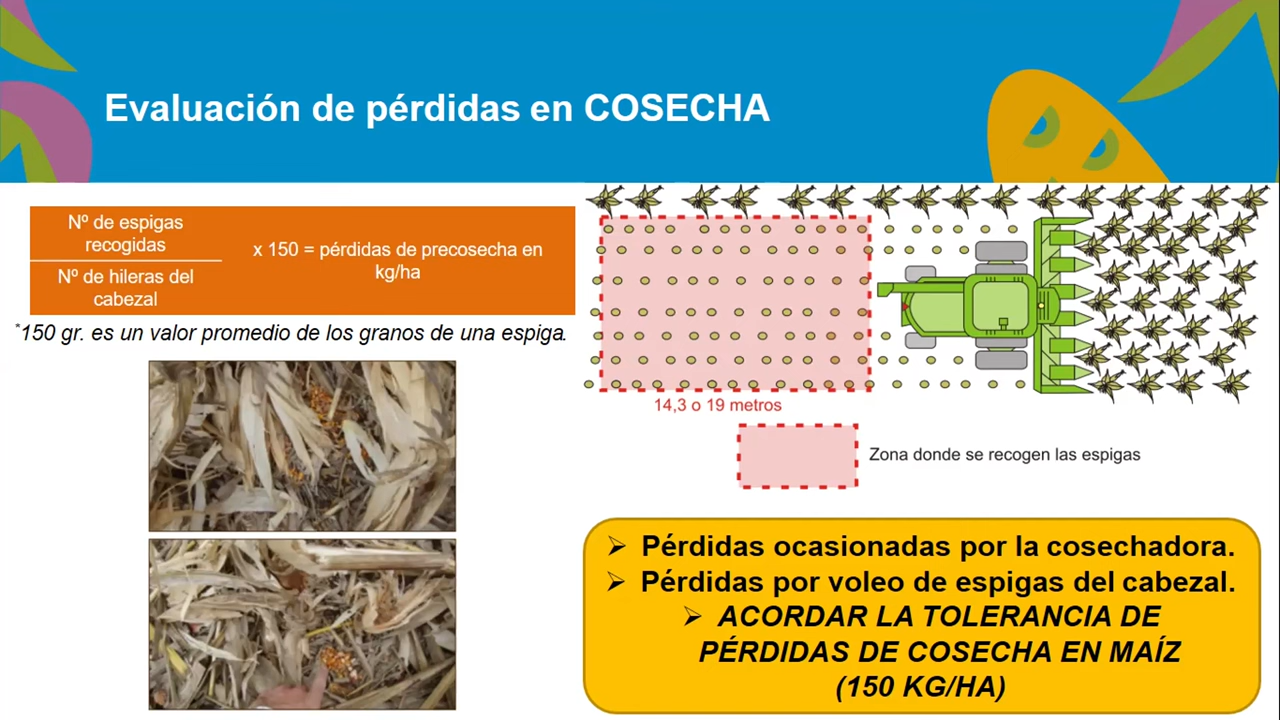 Evaluación de pérdidas en COSECHA
Nº de espigas
recogidas
Nº de hileras del
cabezal
x 150 = pérdidas de precosecha en
kg/ha
*150 gr. es un valor promedio de los granos de una espiga.
14,3 o 19 metros
Zona donde se recogen las espigas
➢ Pérdidas ocasionadas por la cosechadora.
➢ Pérdidas por voleo de espigas del cabezal.
➢ ACORDAR LA TOLERANCIA DE
PÉRDIDAS DE COSECHA EN MAÍZ
(150 KG/HA)